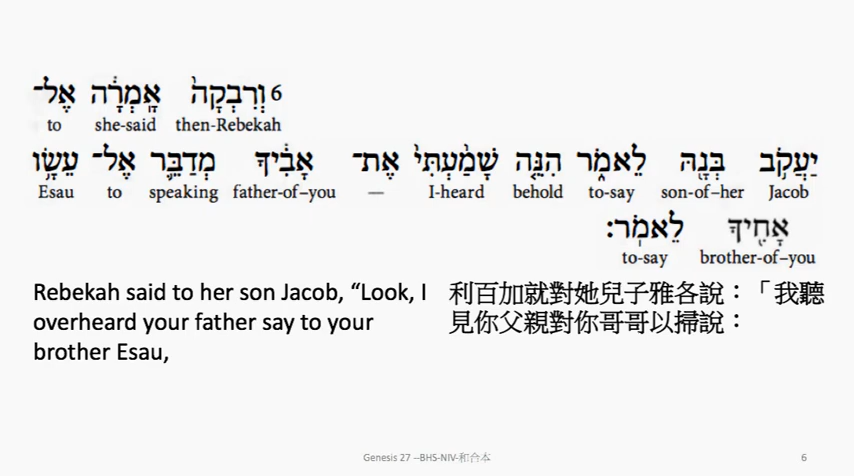 6 וְרִבְקָה֙ אָֽמְרָ֔ה אֶל־
to she-said then-Rebekah
יַעֲקֹ֥ב בְּנָ֖הּ לֵאמֹ֑ר הִנֵּ֤ה שָׁמַ֙עְתִּי֙ אֶת־ אָבִ֔יךָ מְדַבֵּ֛ר אֶל־ עֵשָׂ֥ו
Esau to speaking father-of–you — I-heard behold to-say son-of–her Jacob
אָחִ֖יךָ לֵאמֹֽר׃
to-say brother-of–you
Rebekah said to her son Jacob, “Look, I
overheard your father say to your
brother Esau,
利百加就對她兒子雅各說：「我聽
見你父親對你哥哥以掃說：
Genesis 27 --BHS-NIV-和合本
6